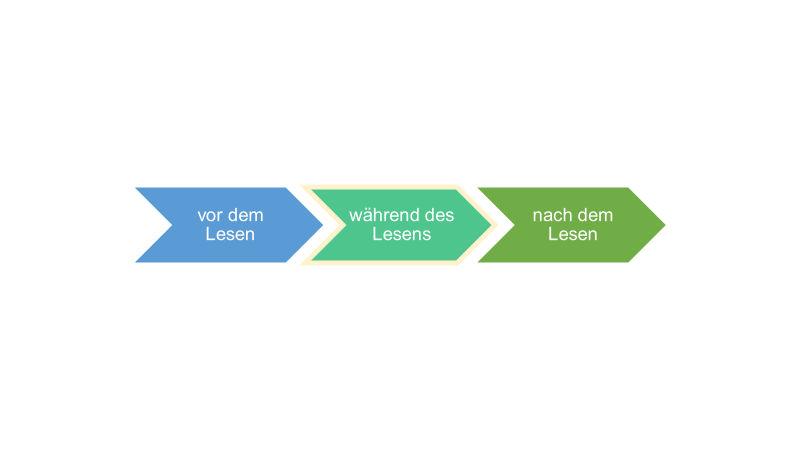 vor dem
Lesen
während des
Lesens
nach dem
Lesen